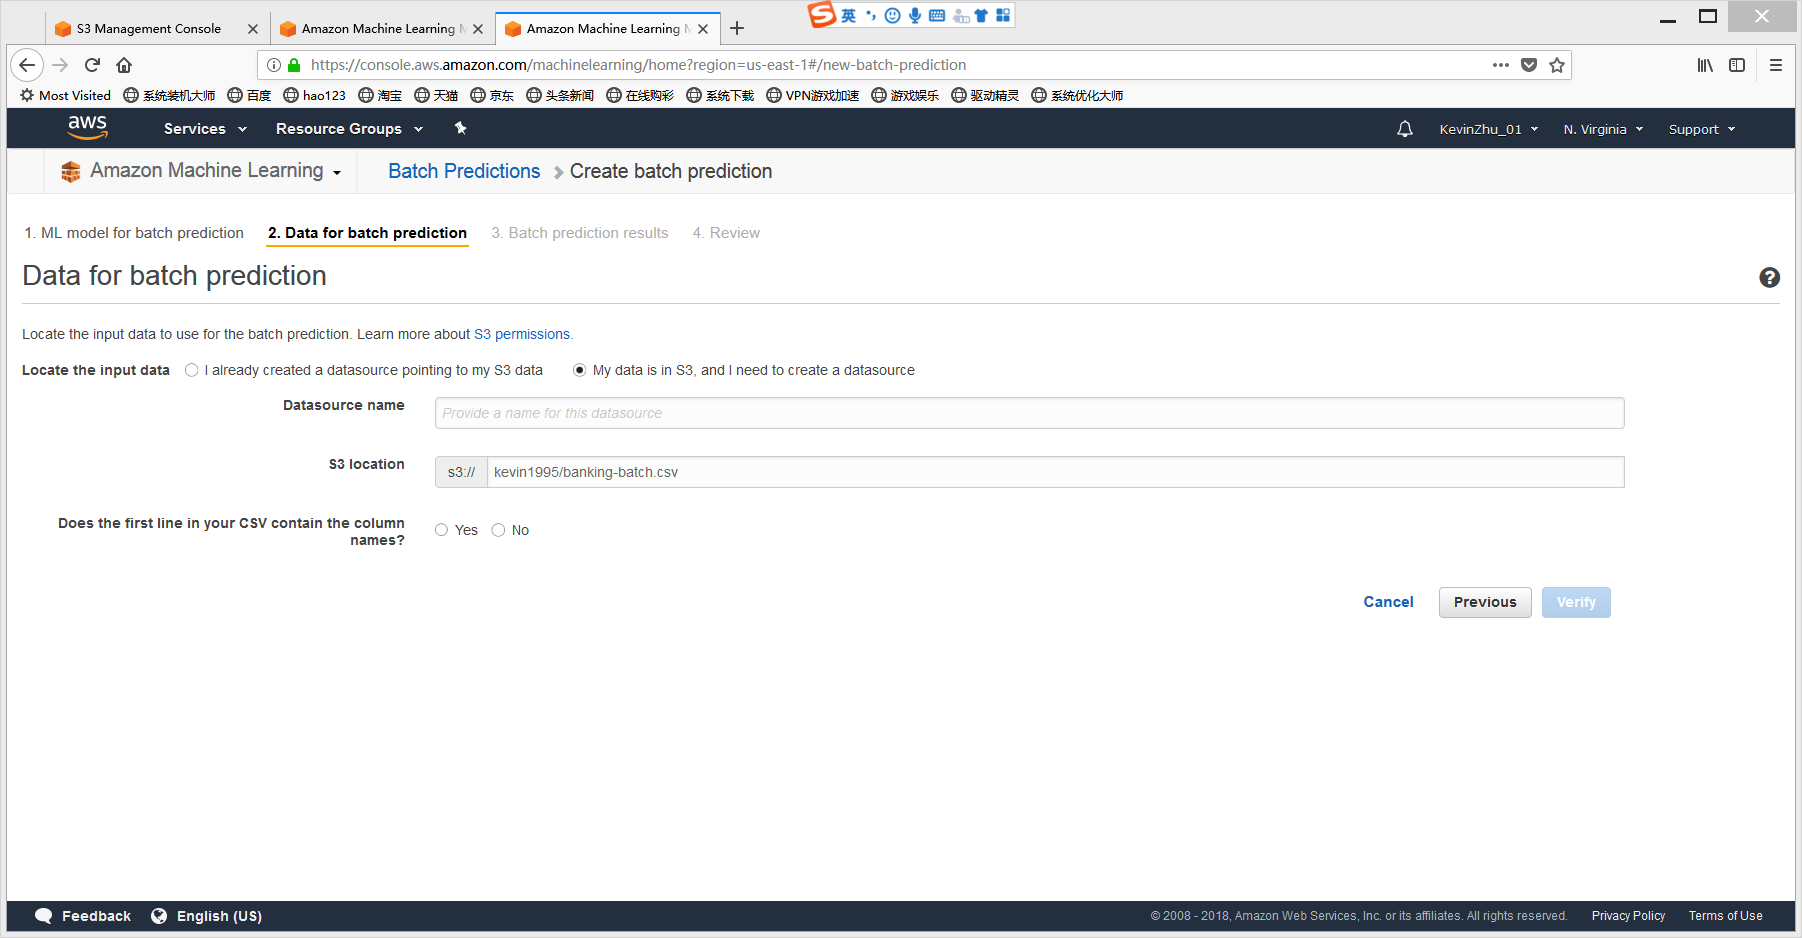 S3 Management Console
Amazon Machine Learning
Amazon Machine Learning
英
https://console.aws.amazon.com/machinelearning/home?region=us-east-1#/new-batch-prediction
Most Visited 系统装机大师 百度 hao123 淘宝 天猫 京东 头条新闻 在线购彩 系统下载 VPN游戏加速 游戏娱乐 驱动精灵 系统优化大师
aws Services Resource Groups KevinZhu_01 N. Virginia Support
Amazon Machine Learning Batch Predictions Create batch prediction
1. ML model for batch prediction 2. Data for batch prediction 3. Batch prediction results 4. Review
Data for batch prediction
Locate the input data to use for the batch prediction. Learn more about S3 permissions.
Locate the input data I already created a datasource pointing to my S3 data My data is in S3, and I need to create a datasource
Datasource name Provide a name for this datasource
S3 location s3:// kevin1995/banking-batch.csv
Does the first line in your CSV contain the column
names? Yes No
Cancel Previous Verify
Feedback English (US) © 2008 - 2018, Amazon Web Services, Inc. or its affiliates. All rights reserved. Privacy Policy Terms of Use